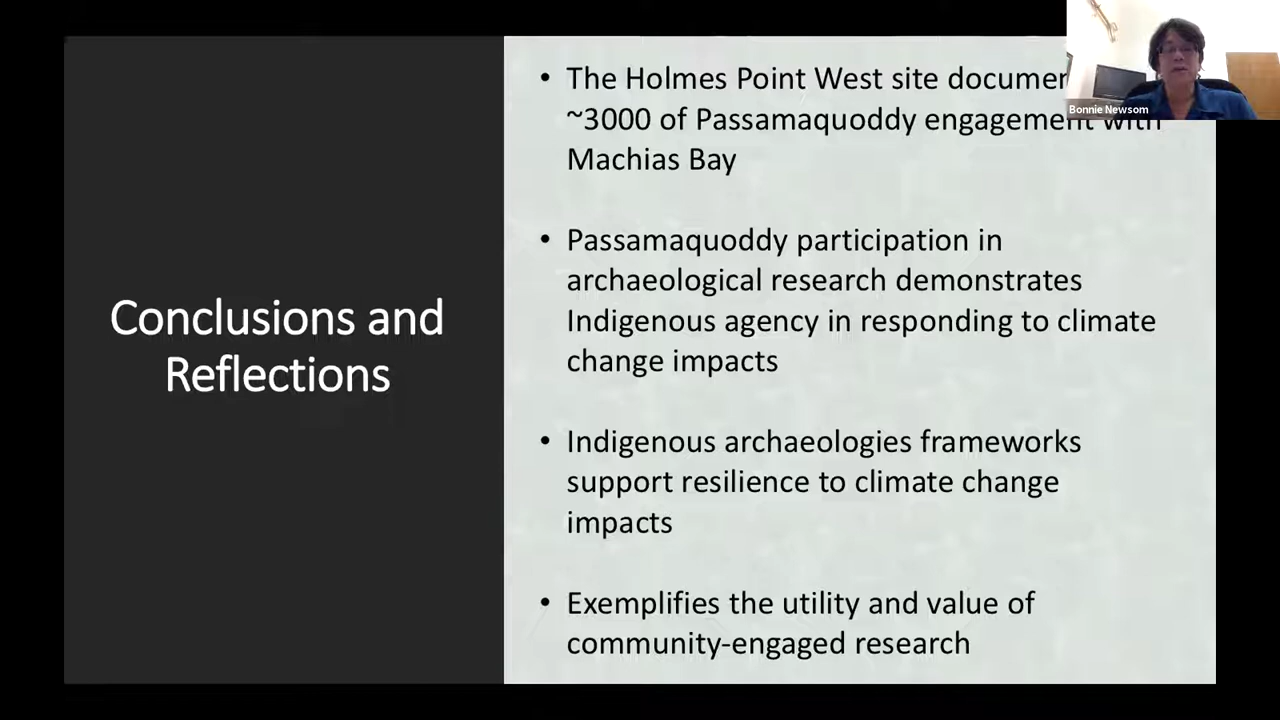 • The Holmes Point West site
~3000 of Passamaquoddy engagement with
Machias Bay
• Passamaquoddy participation in
archaeological research demonstrates
Indigenous agency in responding to climate
change impacts
• Indigenous archaeologies frameworks
support resilience to climate change
impacts
• Exemplifies the utility and value of
community-engaged research
Conclusions and
Reflections
Bonnie Newsom